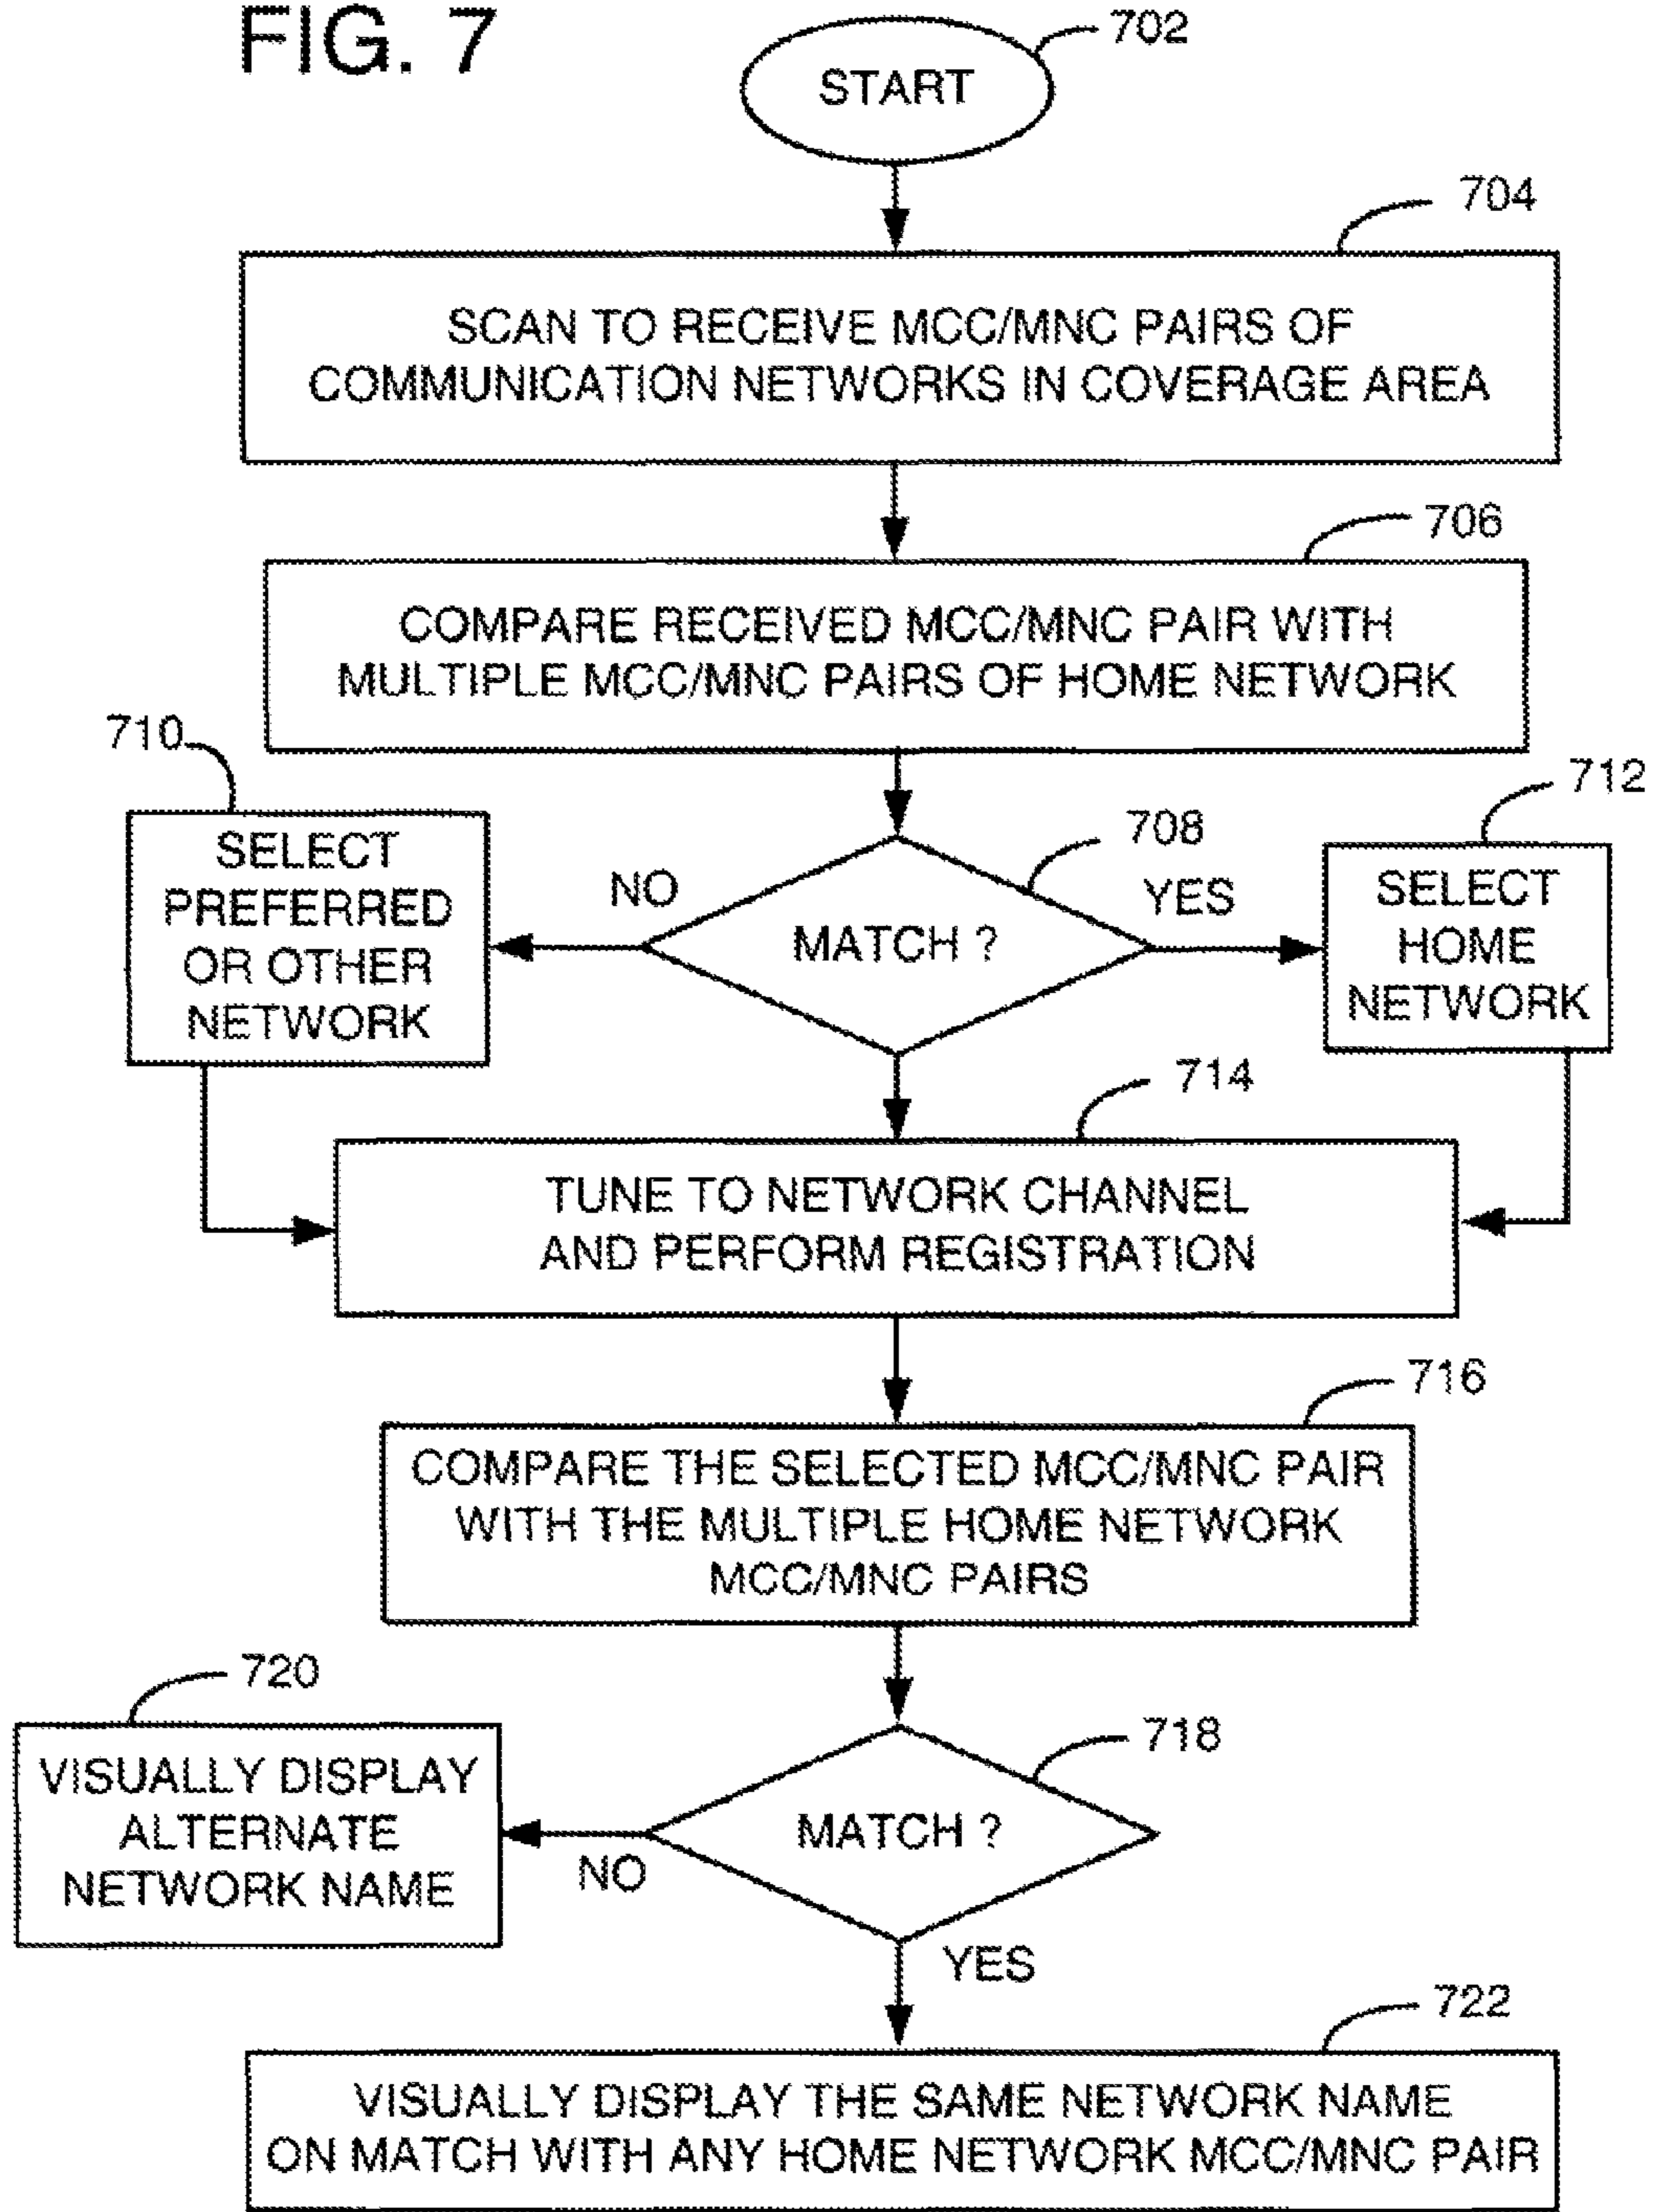 FIG. 7
702
START
704
SCAN TO RECEIVE MCC/MNC PAIRS OF
COMMUNICATION NETWORKS IN COVERAGE AREA
706
COMPARE RECEIVED MCC/MNC PAIR WITH
MULTIPLE MCC/MNC PAIRS OF HOME NETWORK
710
SELECT
PREFERRED
OR OTHER
NETWORK
NO
708
MATCH ?
YES
712
SELECT
HOME
NETWORK
714
TUNE TO NETWORK CHANNEL
AND PERFORM REGISTRATION
716
COMPARE THE SELECTED MCC/MNC PAIR
WITH THE MULTIPLE HOME NETWORK
MCC/MNC PAIRS
720
VISUALLY DISPLAY
ALTERNATE
NETWORK NAME
NO
718
MATCH ?
YES
722
VISUALLY DISPLAY THE SAME NETWORK NAME
ON MATCH WITH ANY HOME NETWORK MCC/MNC PAIR